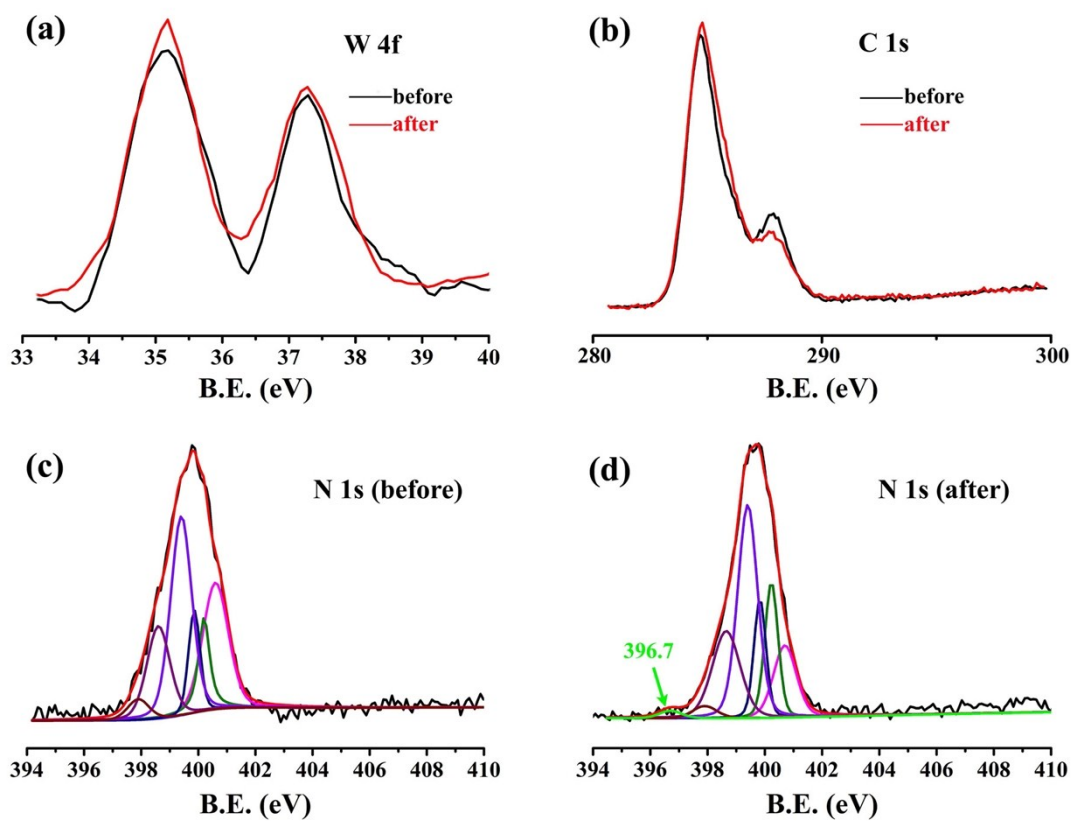 (a)
W 4f
before
after
33 34 35 36 37 38 39 40
B.E. (eV)
(b)
C 1s
before
after
280 290 300
B.E. (eV)
(c)
N 1s (before)
394 396 398 400 402 404 406 408 410
B.E. (eV)
(d)
N 1s (after)
396.7
394 396 398 400 402 404 406 408 410
B.E. (eV)